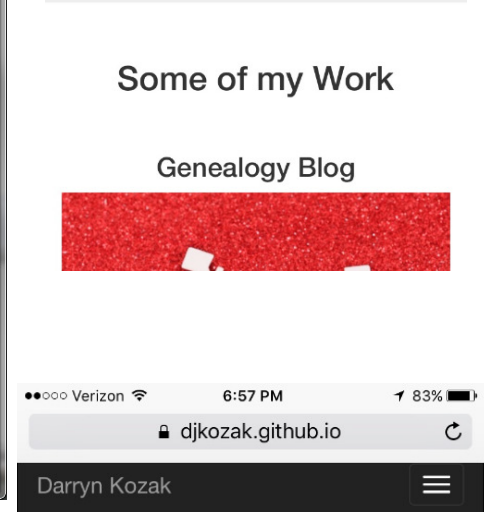 Some of my Work
Genealogy Blog
Verizon 6:57 PM 83%
djkozak.github.io
Darryn Kozak